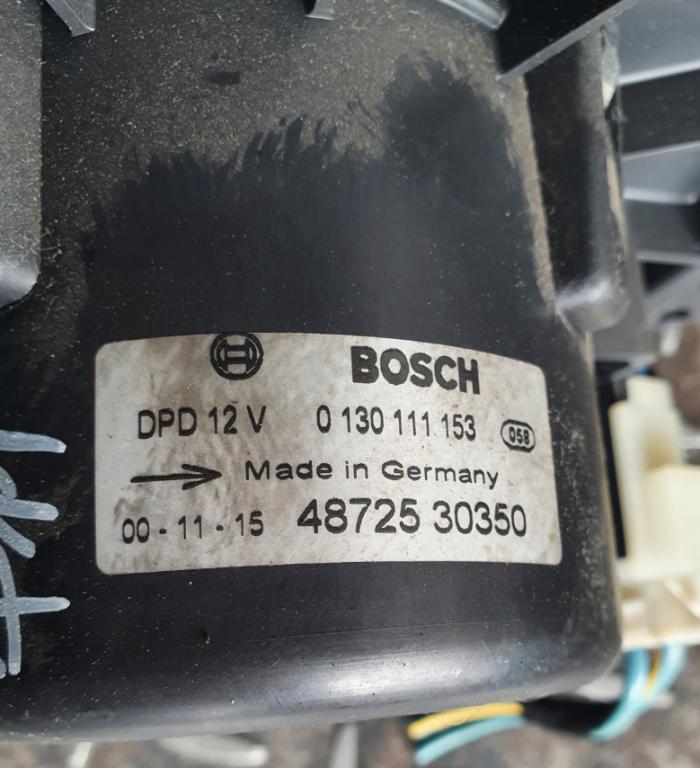 BOSCH
DPD 12 V 0 130 111 153 058
Made in Germany
00 - 11 - 15 48725 30350